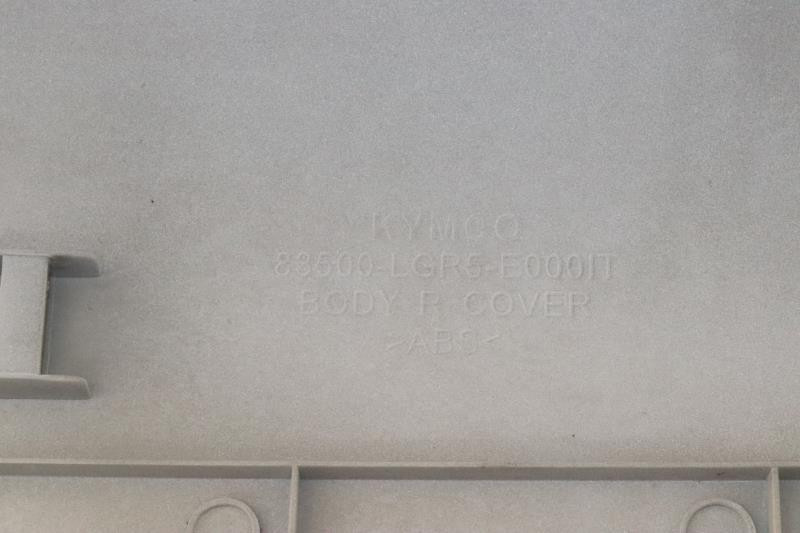 KYMCO
83500-LGR5-E000IT
BODY R COVER
>ABS<